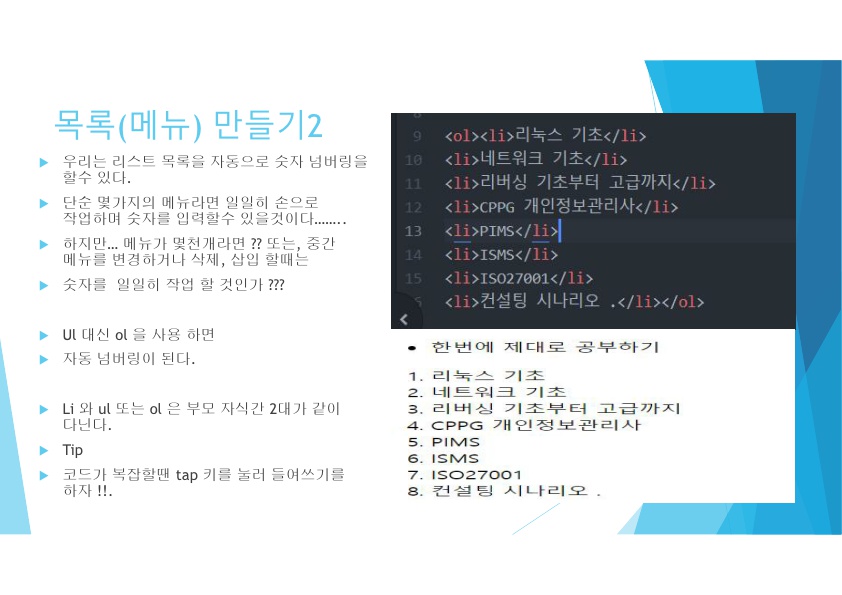 목록(메뉴) 만들기2
우리는 리스트 목록을 자동으로 숫자 넘버링을
할수 있다.
단순 몇가지의 메뉴라면 일일히 손으로
작업하며 숫자를 입력할수 있을것이다........
하지만... 메뉴가 몇천개라면 ?? 또는, 중간
메뉴를 변경하거나 삭제, 삽입 할때는
숫자를 일일히 작업 할 것인가 ???
Ul 대신 ol 을 사용 하면
자동 넘버링이 된다.
Li 와 ul 또는 ol 은 부모 자식간 2대가 같이
다닌다.
Tip
코드가 복잡할땐 tap 키를 눌러 들여쓰기를
하자 !!.
9 <ol><li>리눅스 기초</li>
10 <li>네트워크 기초</li>
11 <li>리버싱 기초부터 고급까지</li>
12 <li>CPPG 개인정보관리사</li>
13 <li>PIMS</li>
14 <li>ISMS</li>
15 <li>ISO27001</li>
<li>컨설팅 시나리오 .</li></ol>
• 한번에 제대로 공부하기
1. 리눅스 기초
2. 네트워크 기초
3. 리버싱 기초부터 고급까지
4. CPPG 개인정보관리사
5. PIMS
6. ISMS
7. ISO27001
8. 컨설팅 시나리오 .